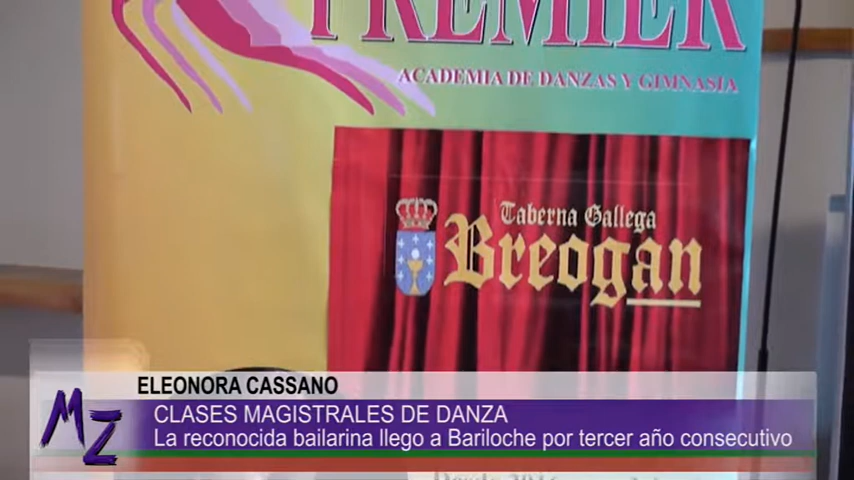 PREMIER
ACADEMIA DE DANZAS Y GIMNASIA
Taberna Gallega
Breogan
ELEONORA CASSANO
MZ
CLASES MAGISTRALES DE DANZA
La reconocida bailarina llego a Bariloche por tercer año consecutivo